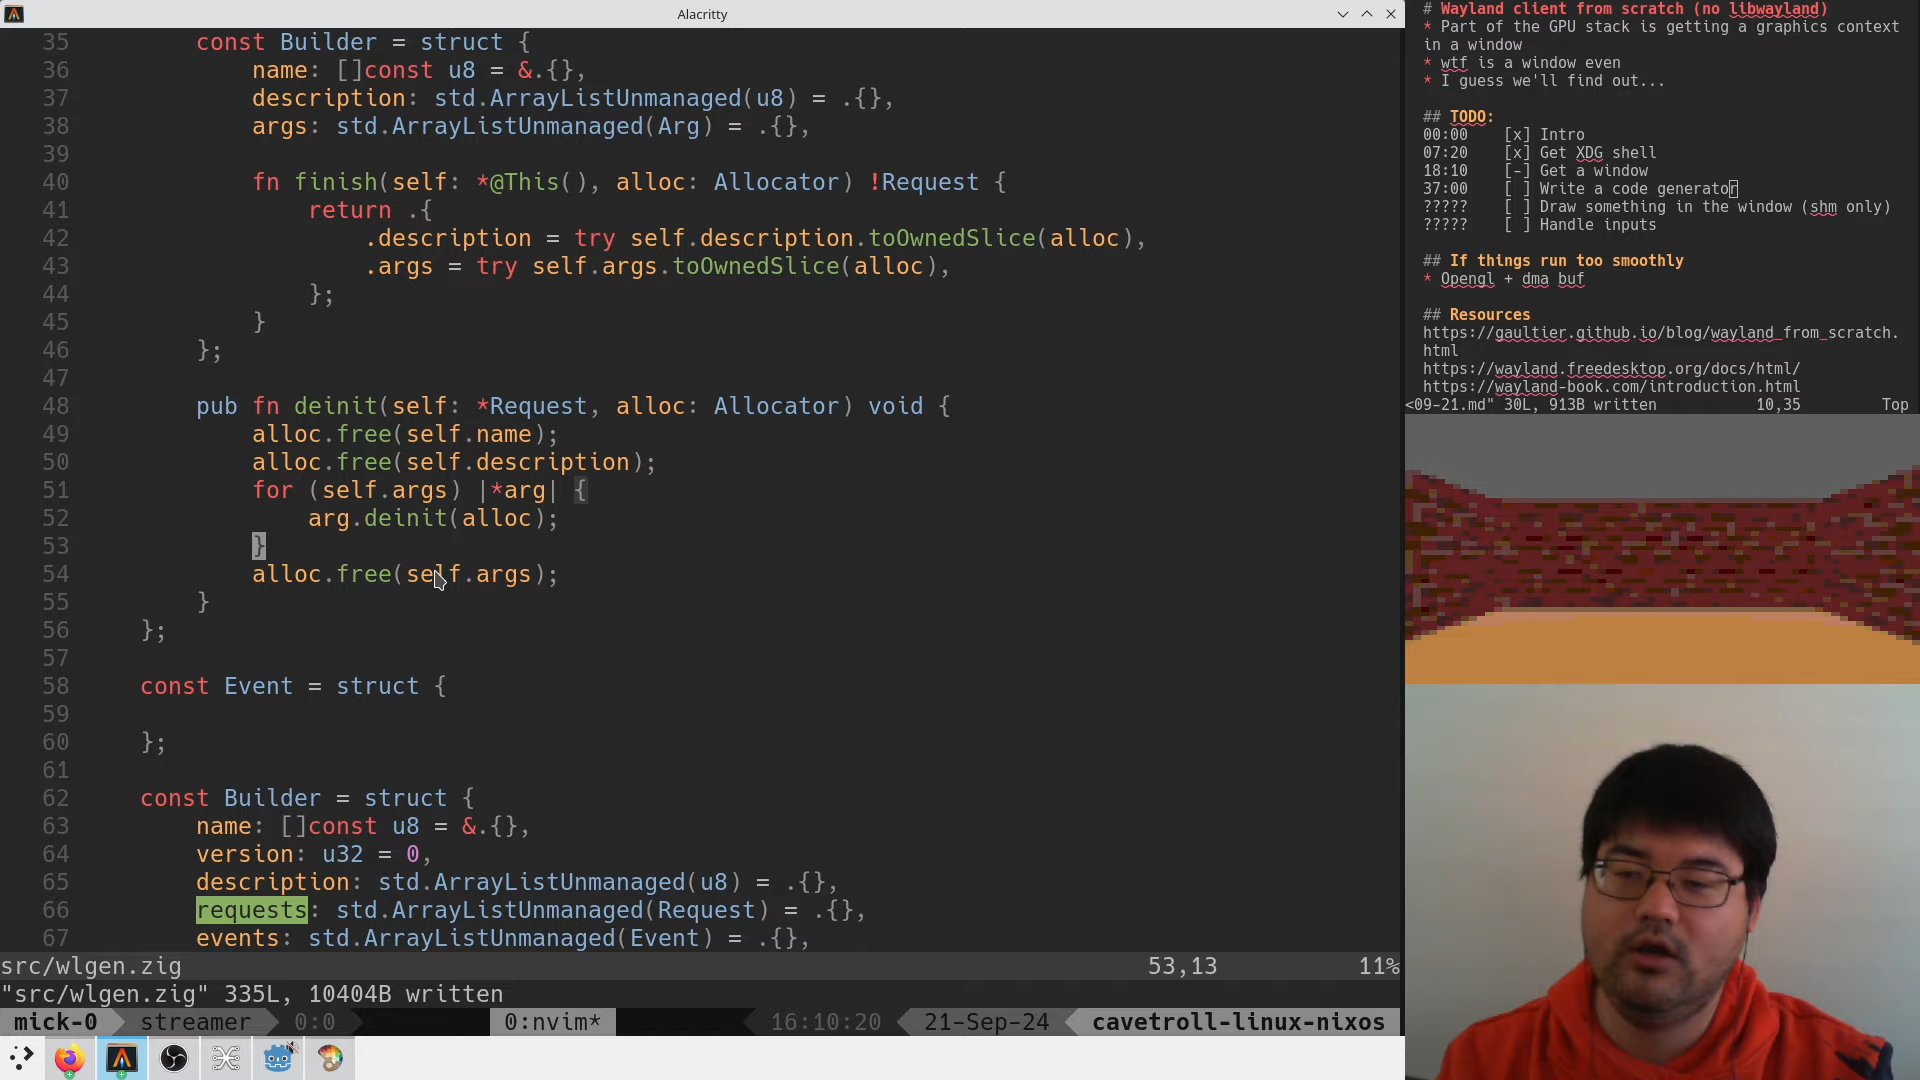 Alacritty
35 const Builder = struct {
36 name: []const u8 = &.{},
37 description: std.ArrayListUnmanaged(u8) = .{},
38 args: std.ArrayListUnmanaged(Arg) = .{},
39
40 fn finish(self: *@This(), alloc: Allocator) !Request {
41 return .{
42 .description = try self.description.toOwnedSlice(alloc),
43 .args = try self.args.toOwnedSlice(alloc),
44 };
45 }
46 };
47
48 pub fn deinit(self: *Request, alloc: Allocator) void {
49 alloc.free(self.name);
50 alloc.free(self.description);
51 for (self.args) |*arg| {
52 arg.deinit(alloc);
53 }
54 alloc.free(self.args);
55 }
56 };
57
58 const Event = struct {
59
60 };
61
62 const Builder = struct {
63 name: []const u8 = &.{},
64 version: u32 = 0,
65 description: std.ArrayListUnmanaged(u8) = .{},
66 requests: std.ArrayListUnmanaged(Request) = .{},
67 events: std.ArrayListUnmanaged(Event) = .{},
src/wlgen.zig 53,13 11%
"src/wlgen.zig" 335L, 10404B written
mick-0 streamer 0:0 0:nvim* 16:10:20 21-Sep-24 cavetroll-linux-nixos
# Wayland client from scratch (no libwayland)
* Part of the GPU stack is getting a graphics context
in a window
* wtf is a window even
* I guess we'll find out...
## TODO:
00:00 [x] Intro
07:20 [x] Get XDG shell
18:10 [-] Get a window
37:00 [ ] Write a code generator
????? [ ] Draw something in the window (shm only)
????? [ ] Handle inputs
## If things run too smoothly
* Opengl + dma buf
## Resources
https://gaultier.github.io/blog/wayland_from_scratch.
html
https://wayland.freedesktop.org/docs/html/
https://wayland-book.com/introduction.html
<09-21.md" 30L, 913B written 10,35 Top